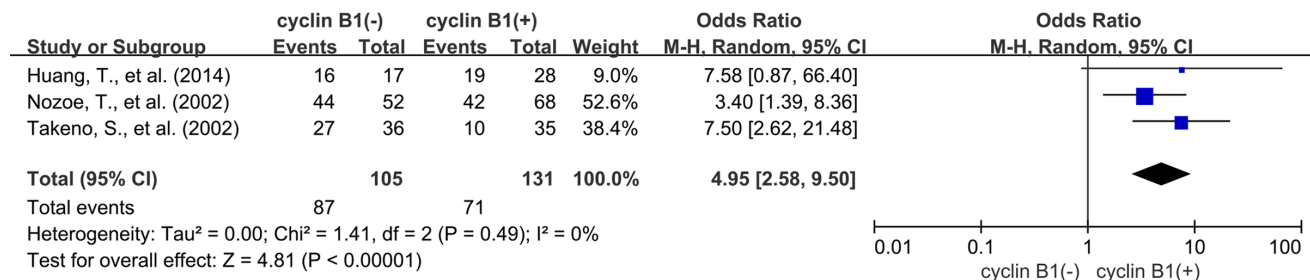 cyclin B1(-) cyclin B1(+) Odds Ratio Odds Ratio
Study or Subgroup Events Total Events Total Weight M-H, Random, 95% CI M-H, Random, 95% CI
Huang, T., et al. (2014) 16 17 19 28 9.0% 7.58 [0.87, 66.40]
Nozoe, T., et al. (2002) 44 52 42 68 52.6% 3.40 [1.39, 8.36]
Takeno, S., et al. (2002) 27 36 10 35 38.4% 7.50 [2.62, 21.48]
Total (95% CI) 105 131 100.0% 4.95 [2.58, 9.50]
Total events 87 71
Heterogeneity: Tau² = 0.00; Chi² = 1.41, df = 2 (P = 0.49); I² = 0%
Test for overall effect: Z = 4.81 (P < 0.00001)
0.01 0.1 1 10 100
cyclin B1(-) cyclin B1(+)